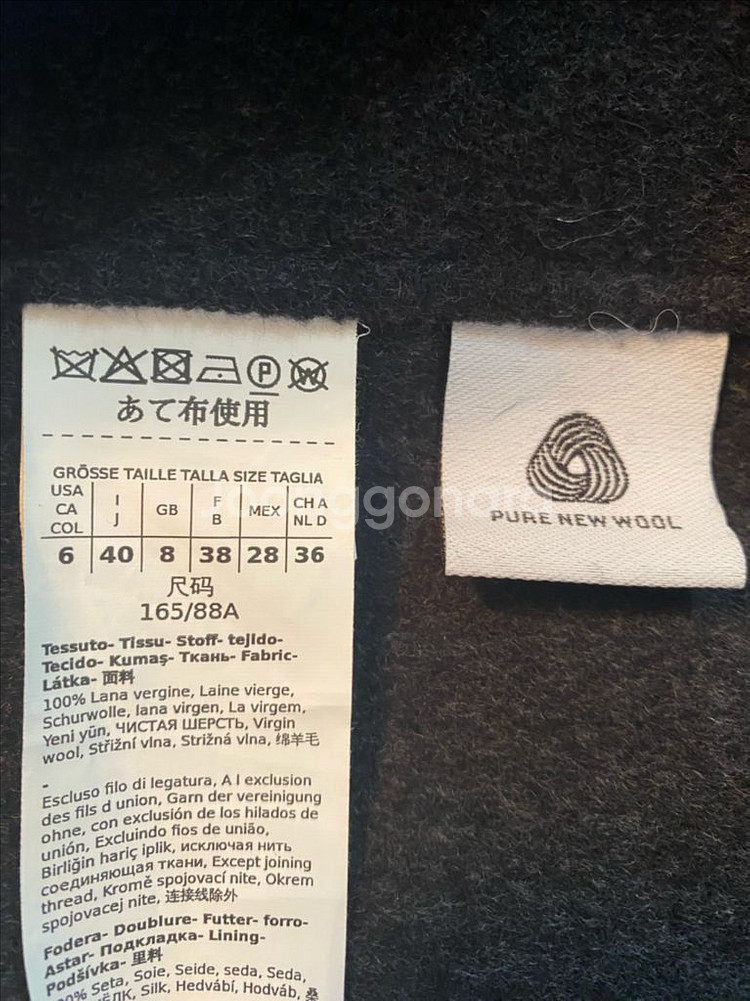 P
W
あて布使用
GRÖSSE TAILLE TALLA SIZE TAGLIA
USA CA COL
I J
GB
F B
MEX
CH A NL D
6 40 8 38 28 36
尺码
165/88A
Tessuto- Tissu- Stoff- tejido-
Tecido- Kumaş- Ткань- Fabric-
Látka- 面料
100% Lana vergine, Laine vierge,
Schurwolle, lana virgen, La virgem,
Yeni yün, ЧИСТАЯ ШЕРСТЬ, Virgin
wool, Střižní vlna, Strižná vlna, 绵羊毛
-
Escluso filo di legatura, A l exclusion
des fils d union, Garn der vereinigung
ohne, con exclusión de los hilados de
unión, Excluindo fios de união,
Birliğin hariç iplik, исключая нить
соединяющая ткани, Except joining
thread, Kromě spojovací nite, Okrem
spojovacej nite, 连接线除外
Fodera- Doublure- Futter- forro-
Astar- Подкладка- Lining-
Podšívka- 里料
Seta, Soie, Seide, seda, Seda,
Silk, Hedvábí, Hodváb, 桑
PURE NEW WOOL